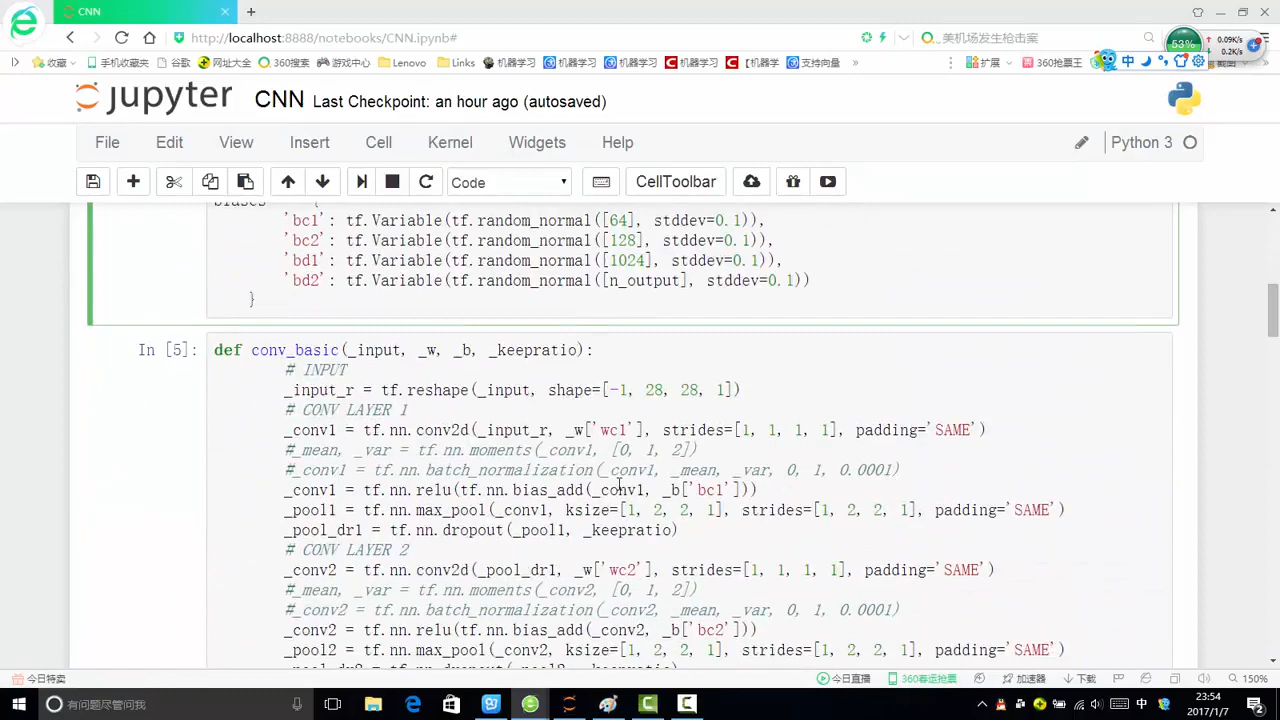 CNN
http://localhost:8888/notebooks/CNN.ipynb#
美机场发生枪击案
53%
0.09K/s
0.2K/s
收藏 手机收藏夹 谷歌 网址大全 360搜索 游戏中心 Lenovo Links 机器学习 机器学习 机器学习 机器学习 【机器学习 支持向量 » 扩展 360抢票王 中
jupyter CNN Last Checkpoint: an hour ago (autosaved)
File Edit View Insert Cell Kernel Widgets Help Python 3
Code CellToolbar
biases = {
'bc1': tf.Variable(tf.random_normal([64], stddev=0.1)),
'bc2': tf.Variable(tf.random_normal([128], stddev=0.1)),
'bd1': tf.Variable(tf.random_normal([1024], stddev=0.1)),
'bd2': tf.Variable(tf.random_normal([n_output], stddev=0.1))
}
In [5]: def conv_basic(_input, _w, _b, _keepratio):
# INPUT
_input_r = tf.reshape(_input, shape=[-1, 28, 28, 1])
# CONV LAYER 1
_conv1 = tf.nn.conv2d(_input_r, _w['wc1'], strides=[1, 1, 1, 1], padding='SAME')
#_mean, _var = tf.nn.moments(_conv1, [0, 1, 2])
#_conv1 = tf.nn.batch_normalization(_conv1, _mean, _var, 0, 1, 0.0001)
_conv1 = tf.nn.relu(tf.nn.bias_add(_conv1, _b['bc1']))
_pool1 = tf.nn.max_pool(_conv1, ksize=[1, 2, 2, 1], strides=[1, 2, 2, 1], padding='SAME')
_pool_dr1 = tf.nn.dropout(_pool1, _keepratio)
# CONV LAYER 2
_conv2 = tf.nn.conv2d(_pool_dr1, _w['wc2'], strides=[1, 1, 1, 1], padding='SAME')
#_mean, _var = tf.nn.moments(_conv2, [0, 1, 2])
#_conv2 = tf.nn.batch_normalization(_conv2, _mean, _var, 0, 1, 0.0001)
_conv2 = tf.nn.relu(tf.nn.bias_add(_conv2, _b['bc2']))
_pool2 = tf.nn.max_pool(_conv2, ksize=[1, 2, 2, 1], strides=[1, 2, 2, 1], padding='SAME')
今日特卖 今日直播 360春运抢票 加速器 下载 150%
有问题尽管问我 中 23:54
2017/1/7